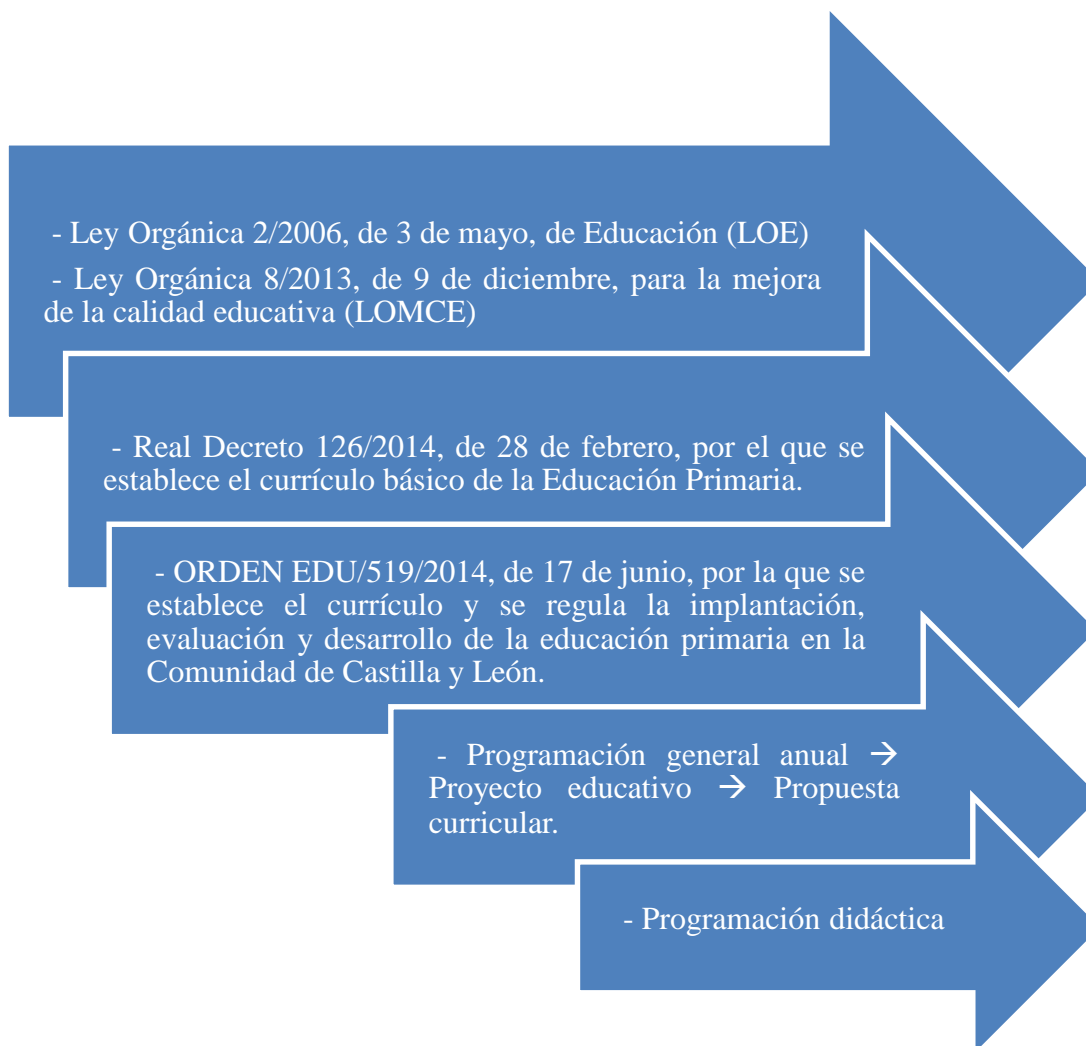 - Ley Orgánica 2/2006, de 3 de mayo, de Educación (LOE)
- Ley Orgánica 8/2013, de 9 de diciembre, para la mejora
de la calidad educativa (LOMCE)
- Real Decreto 126/2014, de 28 de febrero, por el que se
establece el currículo básico de la Educación Primaria.
- ORDEN EDU/519/2014, de 17 de junio, por la que se
establece el currículo y se regula la implantación,
evaluación y desarrollo de la educación primaria en la
Comunidad de Castilla y León.
- Programación general anual →
Proyecto educativo → Propuesta
curricular.
- Programación didáctica